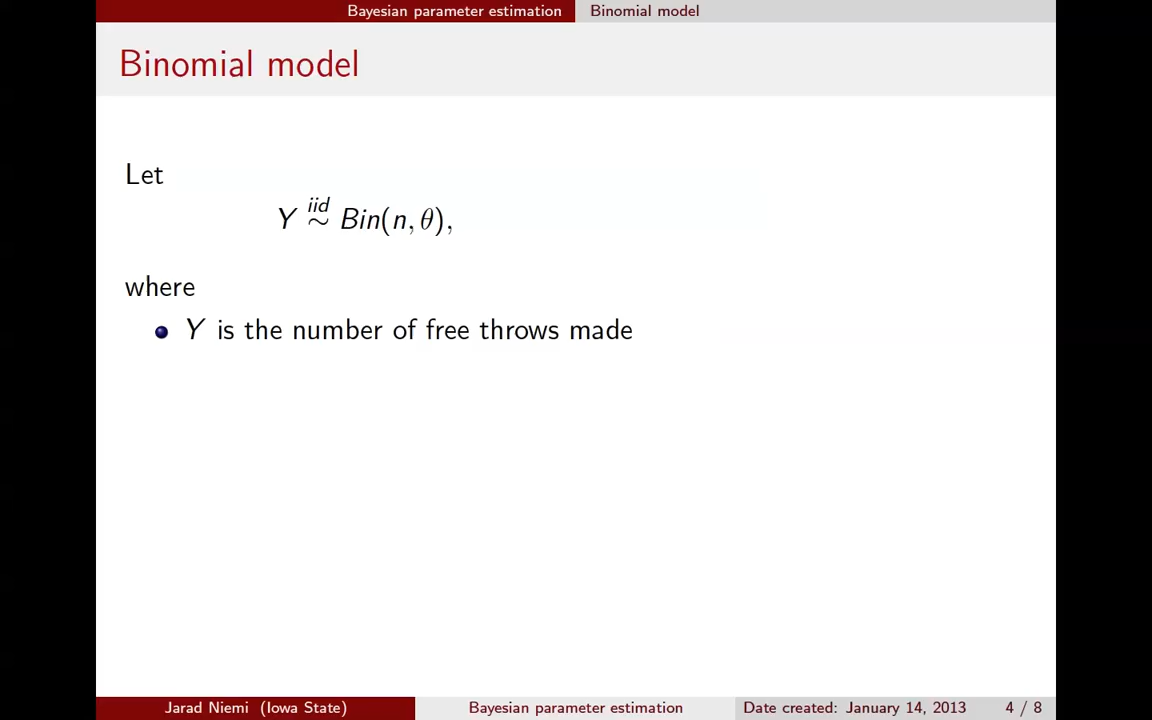 Bayesian parameter estimation Binomial model
Binomial model
Let
Y iid ∼ Bin(n, θ),
where
Y is the number of free throws made
Jarad Niemi (Iowa State) Bayesian parameter estimation Date created: January 14, 2013 4 / 8